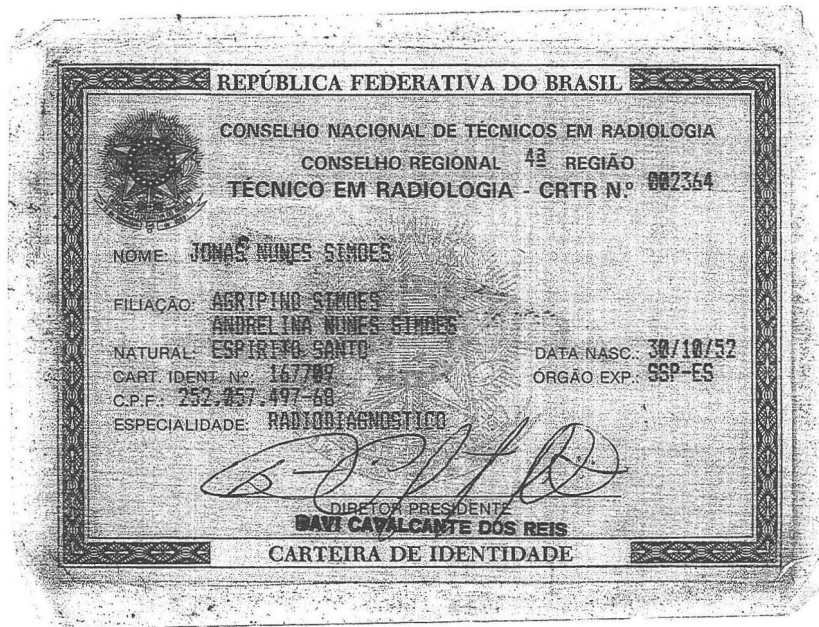 REPÚBLICA FEDERATIVA DO BRASIL
CONSELHO NACIONAL DE TÉCNICOS EM RADIOLOGIA
CONSELHO REGIONAL 4ª REGIÃO
TÉCNICO EM RADIOLOGIA - CRTR N.º 002364
NOME: JONAS NUNES SIMOES
FILIAÇÃO: AGRIPINO SIMOES
ANDRELINA NUNES SIMOES
NATURAL: ESPIRITO SANTO DATA NASC.: 30/10/52
CART. IDENT. Nº: 167709 ÓRGÃO EXP.: SSP-ES
C.P.F.: 252.057.497-68
ESPECIALIDADE: RADIODIAGNOSTICO
DIRETOR PRESIDENTE
DAVI CAVALCANTE DOS REIS
CARTEIRA DE IDENTIDADE